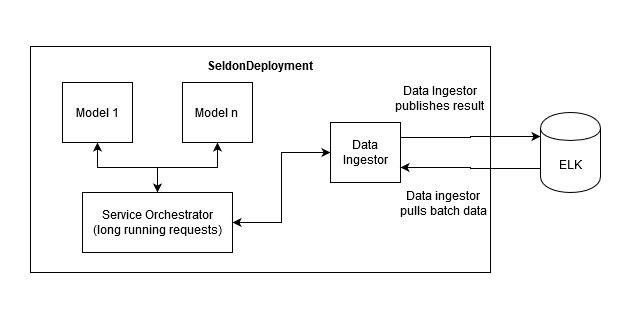 SeldonDeployment
Model 1
Model n
Data Ingestor
publishes result
Data
Ingestor
ELK
Data ingestor
pulls batch data
Service Orchestrator
(long running requests)